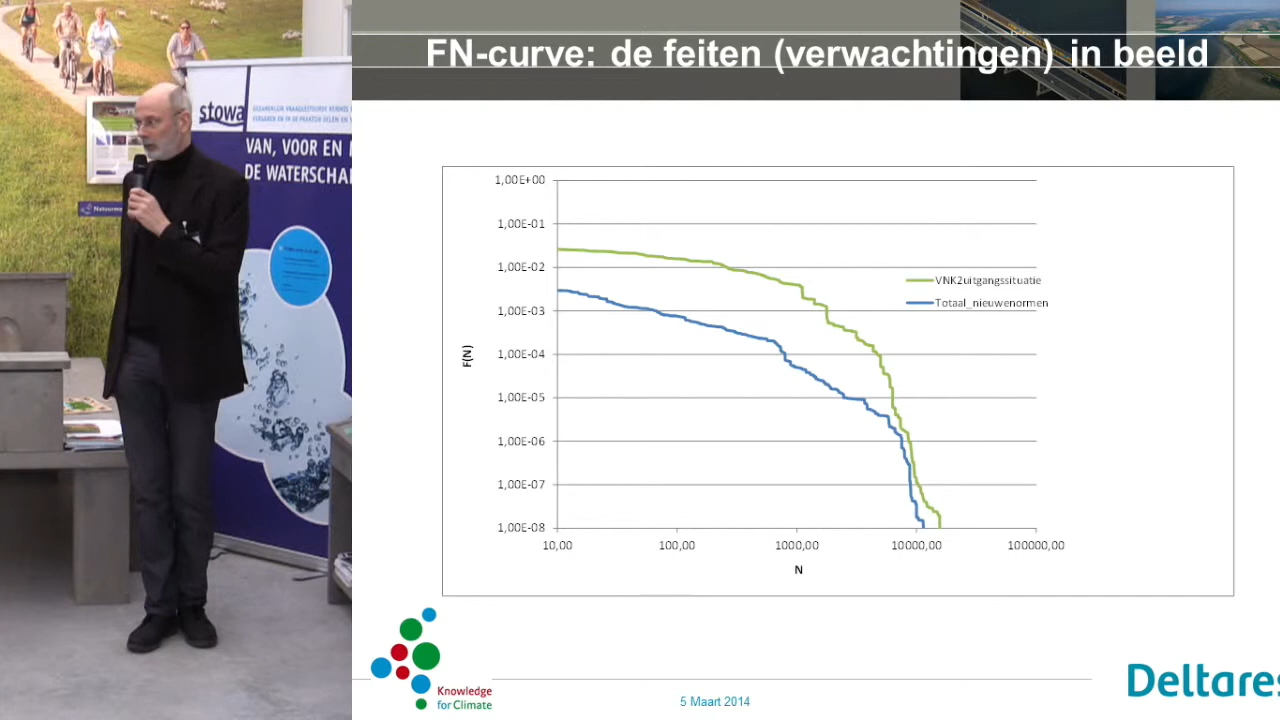 FN-curve: de feiten (verwachtingen) in beeld
stowa
VAN, VOOR EN
DE WATERSCHA
1,00E+00
1,00E-01
1,00E-02
1,00E-03
1,00E-04
1,00E-05
1,00E-06
1,00E-07
1,00E-08
F(N)
10,00
100,00
1000,00
10000,00
100000,00
N
VNK2uitgangssituatie
Totaal_nieuwenormen
Knowledge
for Climate
5 Maart 2014
Deltares